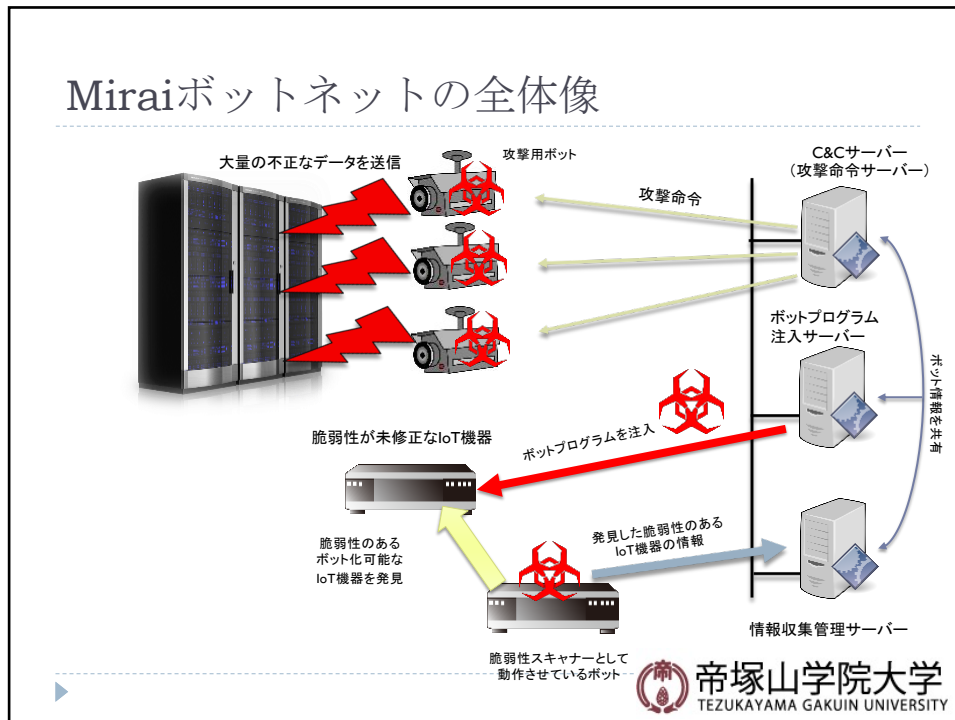 Miraiボットネットの全体像
大量の不正なデータを送信
攻撃用ボット
C&Cサーバー
（攻撃命令サーバー）
攻撃命令
ボットプログラム
注入サーバー
ボット情報を共有
脆弱性が未修正なIoT機器
ボットプログラムを注入
脆弱性のある
ボット化可能な
IoT機器を発見
発見した脆弱性のある
IoT機器の情報
情報収集管理サーバー
脆弱性スキャナーとして
動作させているボット
帝塚山学院大学
TEZUKAYAMA GAKUIN UNIVERSITY